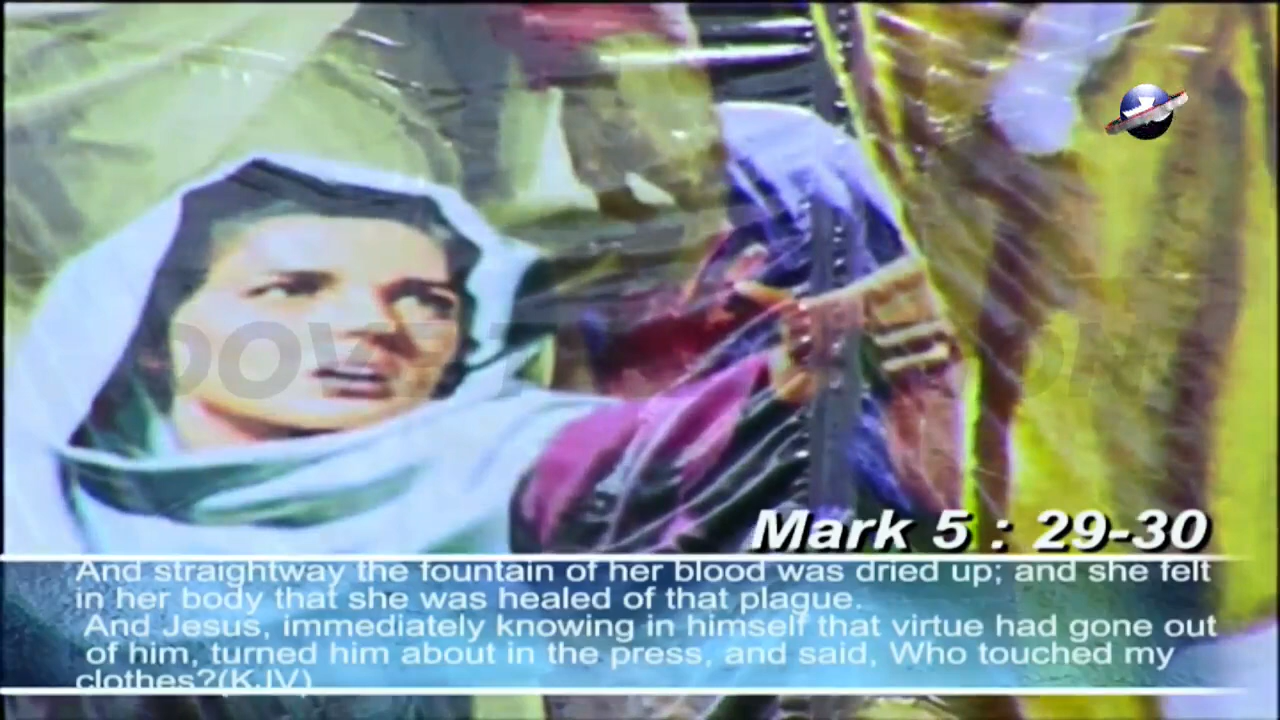 DOVE
Mark 5 : 29-30
And straightway the fountain of her blood was dried up; and she felt
in her body that she was healed of that plague.
And Jesus, immediately knowing in himself that virtue had gone out
of him, turned him about in the press, and said, Who touched my
clothes?(KJV)